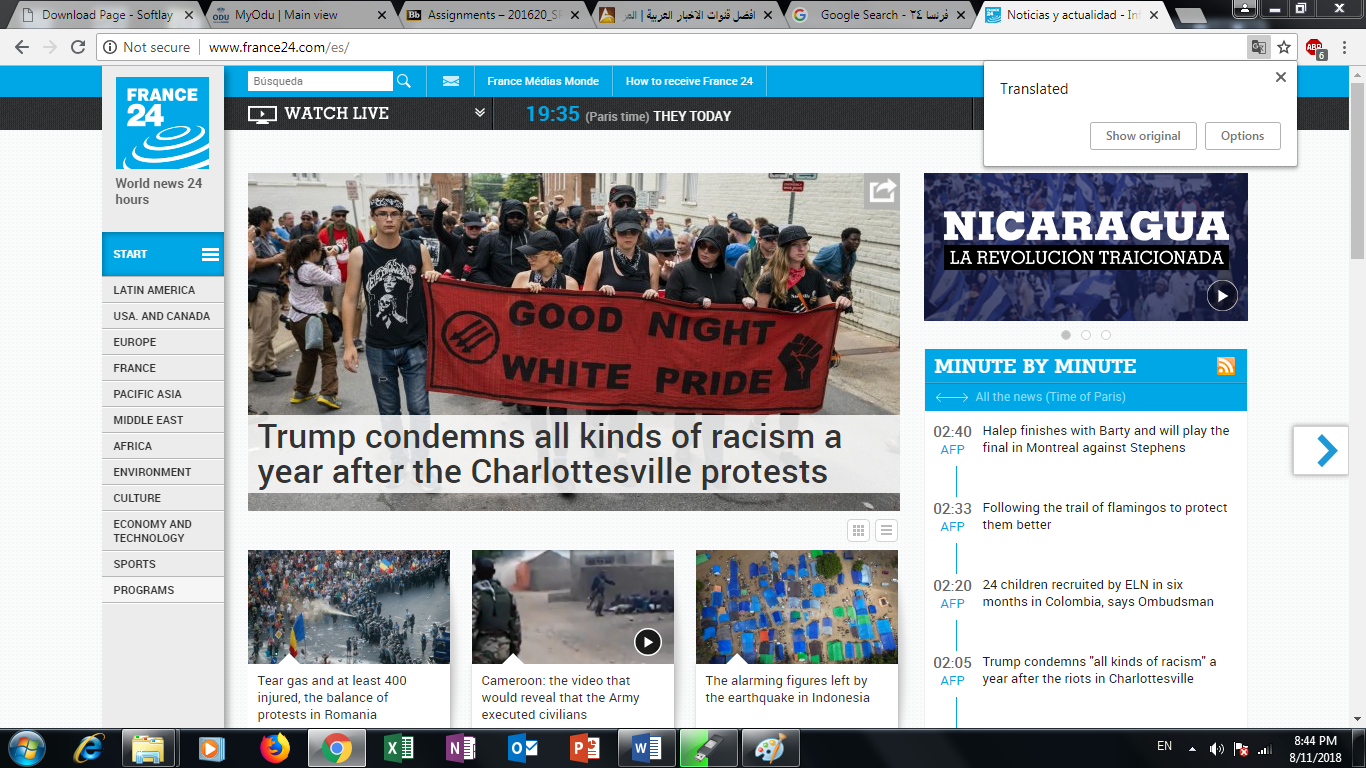 Download Page - Softlay
MyOdu | Main view
Assignments – 201620_SP
افضل قنوات الاخبار العربية | العر
فرنسا ٢٤ - Google Search
Noticias y actualidad - Int
Not secure
www.france24.com/es/
6
Translated
Show original
Options
FRANCE
24
World news 24
hours
Búsqueda
France Médias Monde
How to receive France 24
WATCH LIVE
19:35 (Paris time) THEY TODAY
START
LATIN AMERICA
USA. AND CANADA
EUROPE
FRANCE
PACIFIC ASIA
MIDDLE EAST
AFRICA
ENVIRONMENT
CULTURE
ECONOMY AND
TECHNOLOGY
SPORTS
PROGRAMS
GOOD NIGHT
WHITE PRIDE
Trump condemns all kinds of racism a
year after the Charlottesville protests
Tear gas and at least 400
injured, the balance of
protests in Romania
Cameroon: the video that
would reveal that the Army
executed civilians
The alarming figures left by
the earthquake in Indonesia
NICARAGUA
LA REVOLUCIÓN TRAICIONADA
MINUTE BY MINUTE
All the news (Time of Paris)
02:40
AFP
Halep finishes with Barty and will play the
final in Montreal against Stephens
02:33
AFP
Following the trail of flamingos to protect
them better
02:20
AFP
24 children recruited by ELN in six
months in Colombia, says Ombudsman
02:05
AFP
Trump condemns "all kinds of racism" a
year after the riots in Charlottesville
EN
8:44 PM
8/11/2018